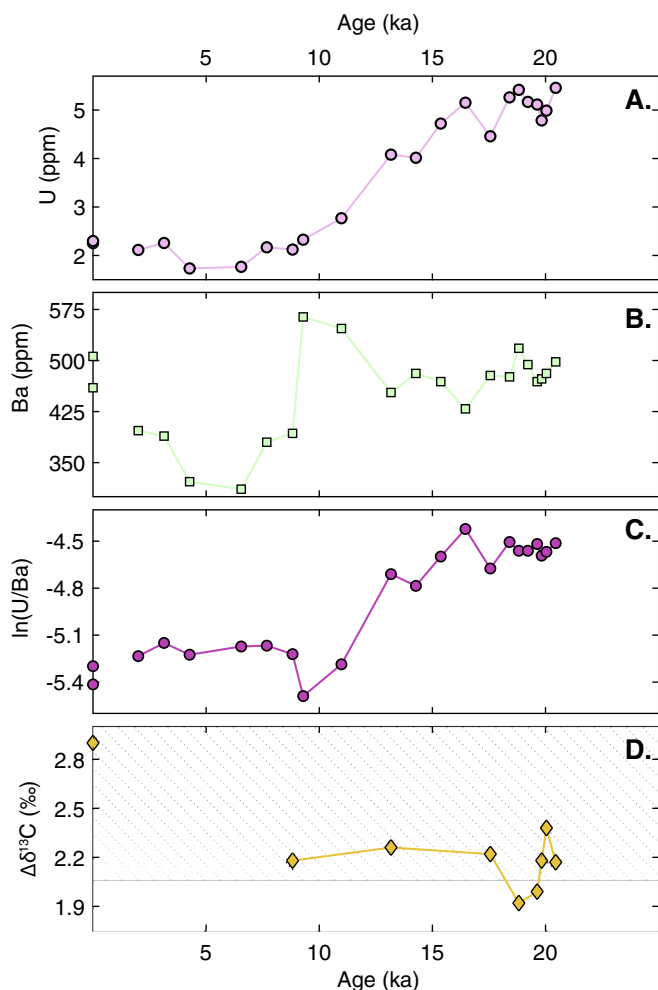 Age (ka)
5 10 15 20
A.
5
4
3
2
U (ppm)
B.
575
500
425
350
Ba (ppm)
C.
-4.5
-4.8
-5.1
-5.4
ln(U/Ba)
D.
2.8
2.5
2.2
1.9
Δδ¹³C (‰)
5 10 15 20
Age (ka)